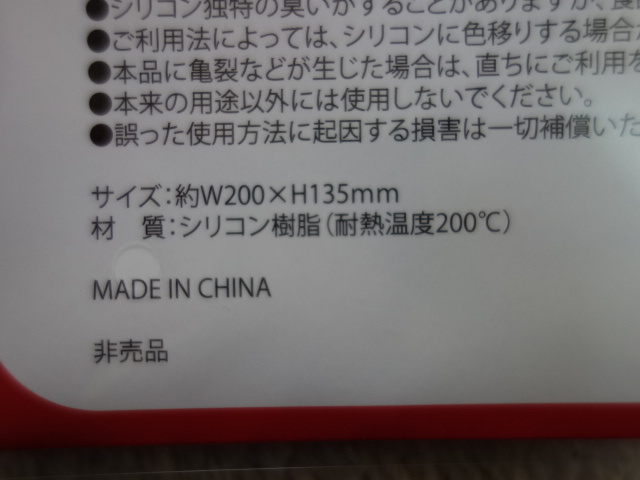 ●シリコン独特の臭いがすることがありますが、
●ご利用法によっては、シリコンに色移りする場合
●本品に亀裂などが生じた場合は、直ちにご利用を
●本来の用途以外には使用しないでください。
●誤った使用方法に起因する損害は一切補償いた
サイズ:約W200×H135mm
材 質:シリコン樹脂(耐熱温度200℃)
MADE IN CHINA
非売品